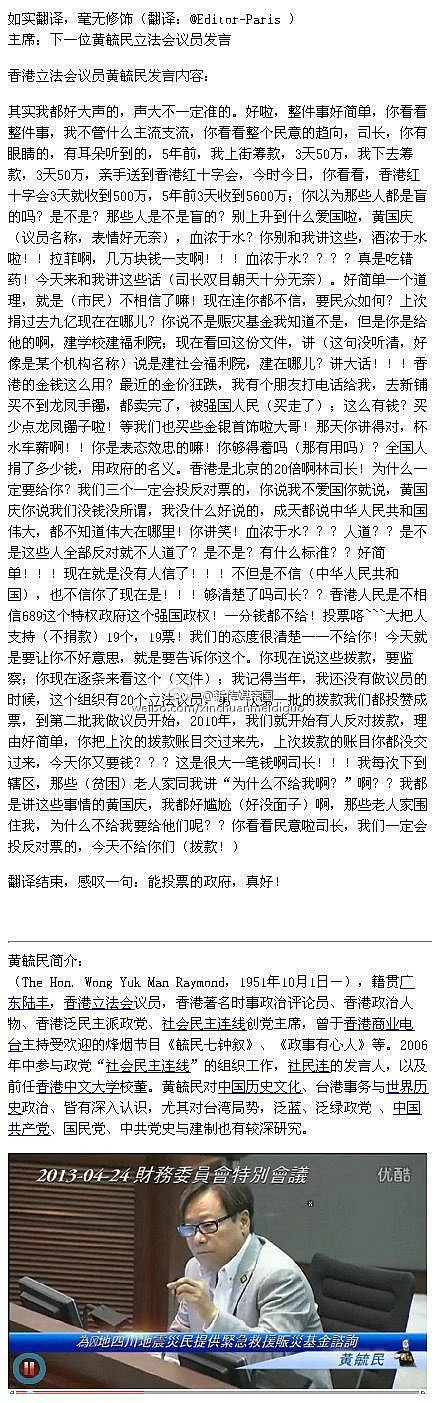 如实翻译，毫无修饰（翻译：@Editor-Paris ）
主席：下一位黄毓民立法会议员发言
香港立法会议员黄毓民发言内容：
其实我都好大声的，声大不一定准的。好啦，整件事好简单，你看看
整件事，我不管什么主流支流，你看看整个民意的趋向，司长，你有
眼睛的，有耳朵听到的，5年前，我上街筹款，3天50万，我下去筹
款，3天50万，亲手送到香港红十字会，今时今日，你看看，香港红
十字会3天就收到500万，5年前3天收到5600万；你以为那些人都是盲
的吗？是不是？那些人是不是盲的？别上升到什么爱国啦，黄国庆
（议员名称，表情好无奈），血浓于水？你别和我讲这些，酒浓于水
啦！！拉菲啊，几万块钱一支啊！！！血浓于水？？？？真是吃错
药！今天来和我讲这些话（司长双目朝天十分无奈）。好简单一个道
理，就是（市民）不相信了嘛！现在连你都不信，要民众如何？上次
捐过去九亿现在在哪儿？你说不是赈灾基金我知道不是，但是你是给
他的啊，建学校建福利院；现在看回这份文件，讲（这句没听清，好
像是某个机构名称）说是建社会福利院，建在哪儿？讲大话！！！香
港的金钱这么用？最近的金价狂跌，我有个朋友打电话给我，去新铺
买不到龙凤手镯，都卖完了，被强国人民（买走了）；这么有钱？买
少点龙凤镯子啦！等我们也买些金银首饰啦大哥！那天你讲得对，杯
水车薪啊！！你是表态效忠的嘛！你够得着吗（那有用吗）？全国人
捐了多少钱，用政府的名义。香港是北京的20倍啊林司长！为什么一
定要给你？我们三个一定会投反对票的，你说我不爱国你就说，黄国
庆你说我们没钱没所谓，我没什么好说的，成天都说中华人民共和国
伟大，都不知道伟大在哪里！你讲笑！血浓于水？？？人道？？是不
是这些人全部反对就不人道了？是不是？有什么标准？？好简
单！！！现在就是没有人信了！！！不但是不信（中华人民共和
国），也不信你了现在是！！！够清楚了吗司长？？香港人民是不相
信689这个特权政府这个强国政权！一分钱都不给！投票咯```大把人
支持（不捐款）19个，19票！我们的态度很清楚——不给你！今天就
是要让你不好意思，就是要告诉你这个。你现在说这些拨款，要监
察；你现在逐条来看这个（文件）；我记得当年，我还没有做议员的
时候，这个组织有20个立法议员，第一次第一批的拨款我们都投赞成
票，到第二批我做议员开始，2010年，我们就开始有人反对拨款，理
由好简单，你把上次的拨款账目交过来先，上次拨款的账目你都没交
过来，今天你又要钱？？？这是很大一笔钱啊司长！！！我每次下到
辖区，那些（贫困）老人家同我讲“为什么不给我啊？”啊？？我都
是讲这些事情的黄国庆，我都好尴尬（好没面子）啊，那些老人家围
住我，为什么不给我要给他们呢？？你看看民意啦司长，我们一定会
投反对票的，今天不给你们（拨款！）
翻译结束，感叹一句：能投票的政府，真好！
黄毓民简介：
（The Hon. Wong Yuk Man Raymond，1951年10月1日—），籍贯广
东陆丰，香港立法会议员，香港著名时事政治评论员、香港政治人
物、香港泛民主派政党、社会民主连线创党主席，曾于香港商业电
台主持受欢迎的烽烟节目《毓民七钟叙》、《政事有心人》等。2006
年中参与政党“社会民主连线”的组织工作，社民连的发言人，以及
前任香港中文大学校董。黄毓民对中国历史文化、台港事务与世界历
史政治、皆有深入认识，尤其对台湾局势，泛蓝、泛绿政党 、中国
共产党、国民党、中共党史与建制也有较深研究。
2013-04-24 財務委員會特別會議
优酷
為 地四川地震災民提供緊急救援賑災基金諮詢
黃毓民